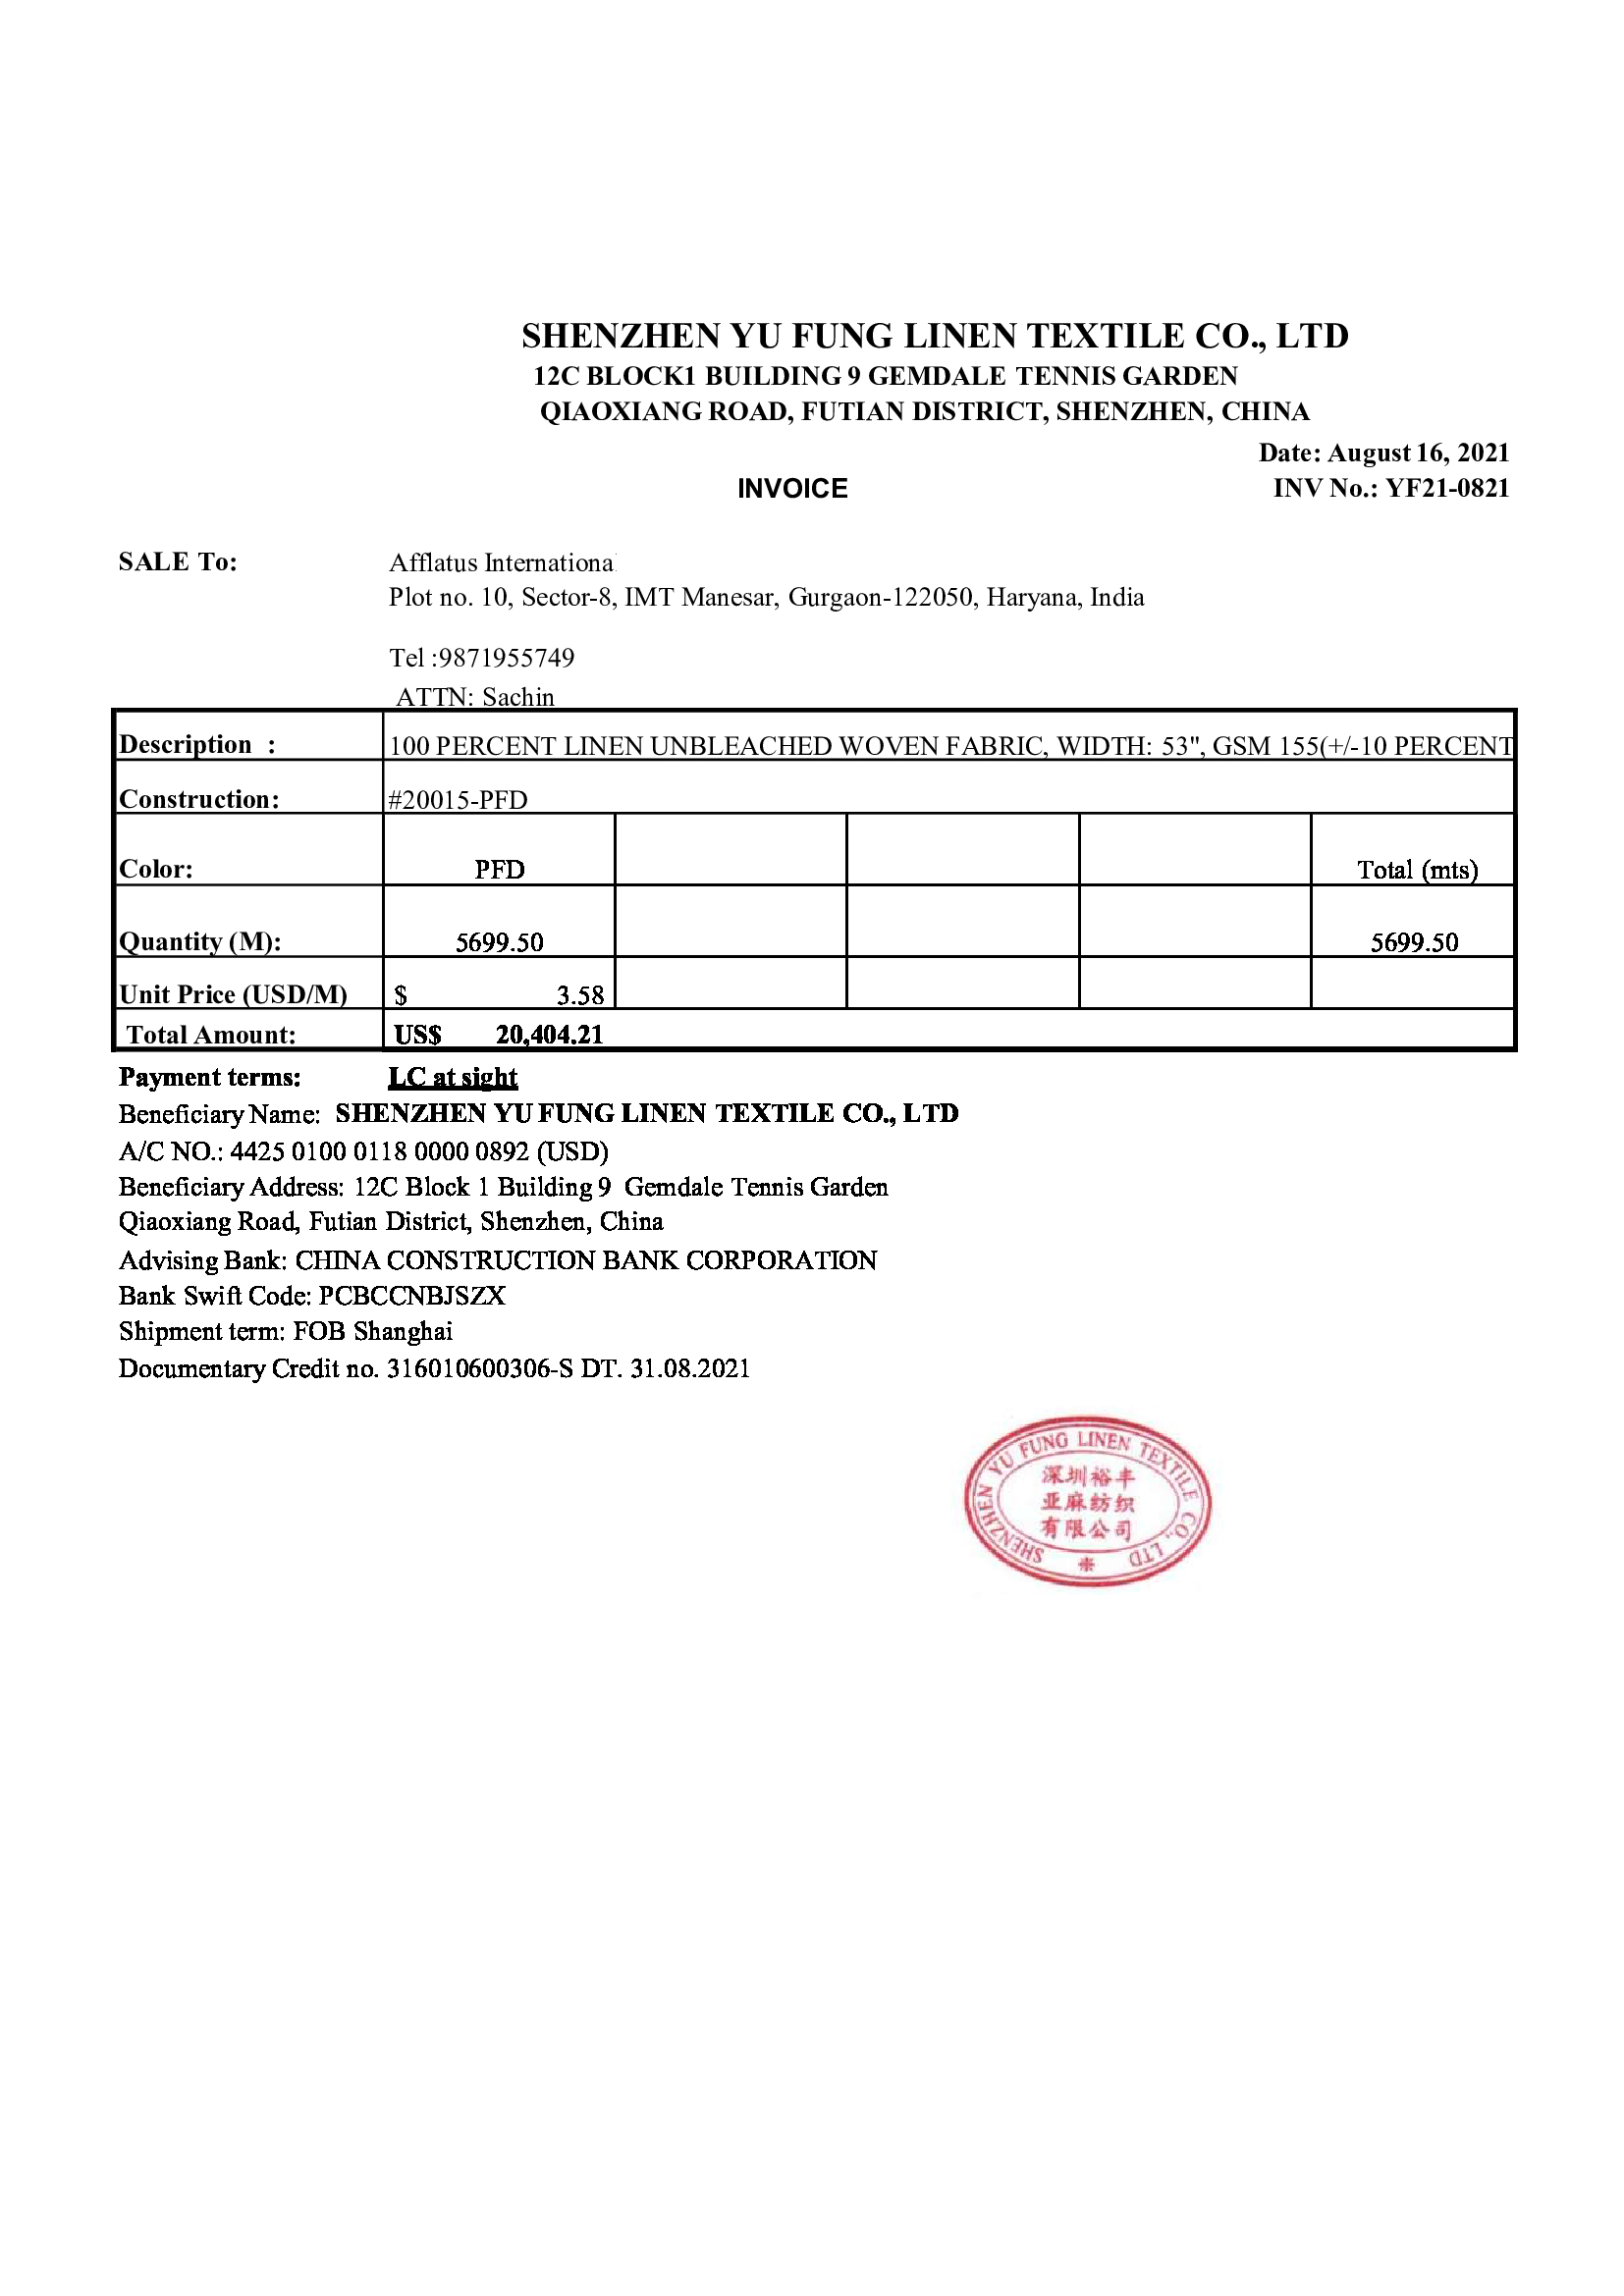 SHENZHEN YU FUNG LINEN TEXTILE CO., LTD
12C BLOCK1 BUILDING 9 GEMDALE TENNIS GARDEN
QIAOXIANG ROAD, FUTIAN DISTRICT, SHENZHEN, CHINA
Date: August 16, 2021
INVOICE INV No.: YF21-0821
SALE To: Afflatus Internationa
Plot no. 10, Sector-8, IMT Manesar, Gurgaon-122050, Haryana, India
Tel :9871955749
ATTN: Sachin
Description : 100 PERCENT LINEN UNBLEACHED WOVEN FABRIC, WIDTH: 53", GSM 155(+/-10 PERCENT
Construction: #20015-PFD
Color: PFD Total (mts)
Quantity (M): 5699.50 5699.50
Unit Price (USD/M) $ 3.58
Total Amount: US$ 20,404.21
Payment terms: LC at sight
Beneficiary Name: SHENZHEN YU FUNG LINEN TEXTILE CO., LTD
A/C NO.: 4425 0100 0118 0000 0892 (USD)
Beneficiary Address: 12C Block 1 Building 9 Gemdale Tennis Garden
Qiaoxiang Road, Futian District, Shenzhen, China
Advising Bank: CHINA CONSTRUCTION BANK CORPORATION
Bank Swift Code: PCBCCNBJSZX
Shipment term: FOB Shanghai
Documentary Credit no. 316010600306-S DT. 31.08.2021
SHENZHEN YU FUNG LINEN TEXTILE CO., LTD
深圳裕丰
亚麻纺织
有限公司